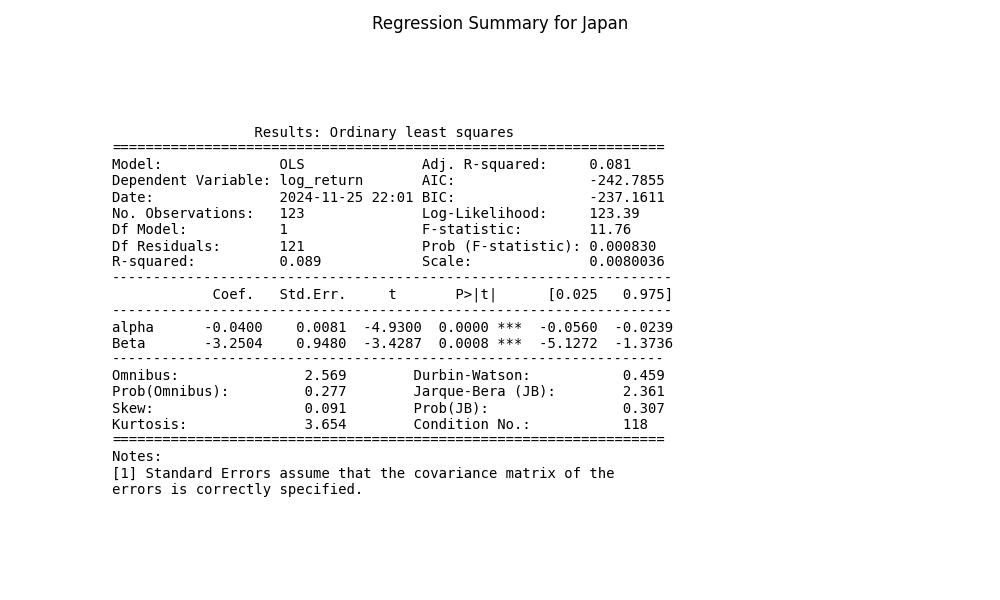 Regression Summary for Japan
Results: Ordinary least squares
==================================================================
Model:              OLS              Adj. R-squared:     0.081
Dependent Variable: log_return       AIC:                -242.7855
Date:               2024-11-25 22:01 BIC:                -237.1611
No. Observations:   123              Log-Likelihood:     123.39
Df Model:           1                F-statistic:        11.76
Df Residuals:       121              Prob (F-statistic): 0.000830
R-squared:          0.089            Scale:              0.0080036
-------------------------------------------------------------------
            Coef.   Std.Err.     t       P>|t|      [0.025   0.975]
-------------------------------------------------------------------
alpha      -0.0400    0.0081  -4.9300  0.0000 ***  -0.0560  -0.0239
Beta       -3.2504    0.9480  -3.4287  0.0008 ***  -5.1272  -1.3736
------------------------------------------------------------------
Omnibus:               2.569        Durbin-Watson:           0.459
Prob(Omnibus):         0.277        Jarque-Bera (JB):        2.361
Skew:                  0.091        Prob(JB):                0.307
Kurtosis:              3.654        Condition No.:           118
==================================================================
Notes:
[1] Standard Errors assume that the covariance matrix of the
errors is correctly specified.